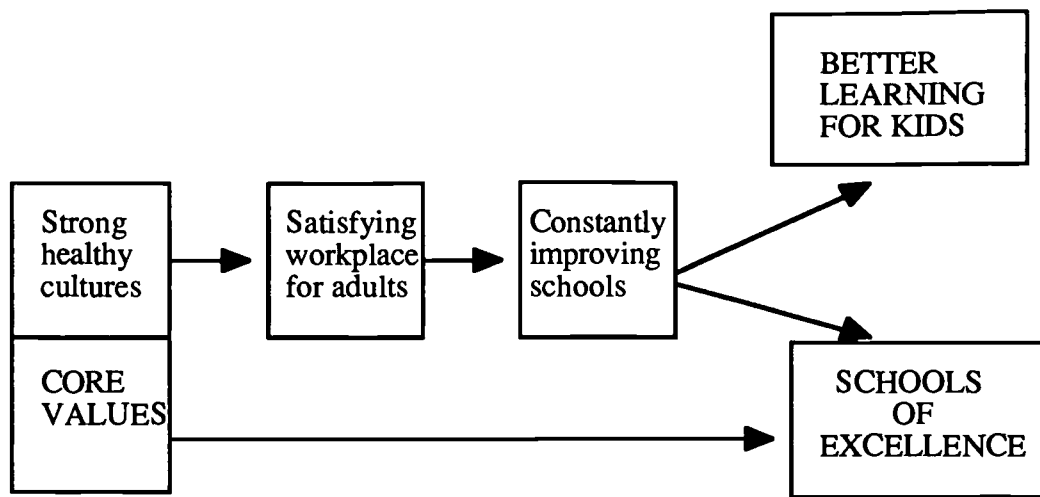 BETTER
LEARNING
FOR KIDS
Strong
healthy
cultures
Satisfying
workplace
for adults
Constantly
improving
schools
CORE
VALUES
SCHOOLS
OF
EXCELLENCE